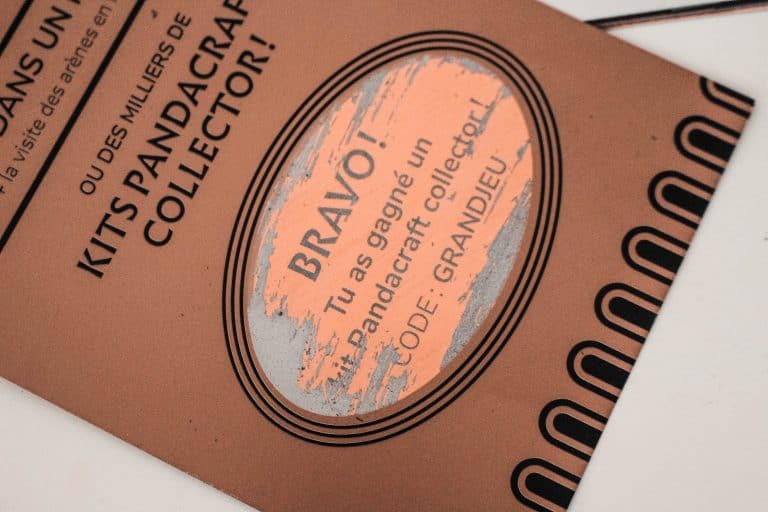 DANS UN
la visite des arènes en
OU DES MILLIERS DE
KITS PANDACRAF
COLLECTOR!
BRAVO !
Tu as gagné un
kit Pandacraft collector !
CODE : GRANDJEU